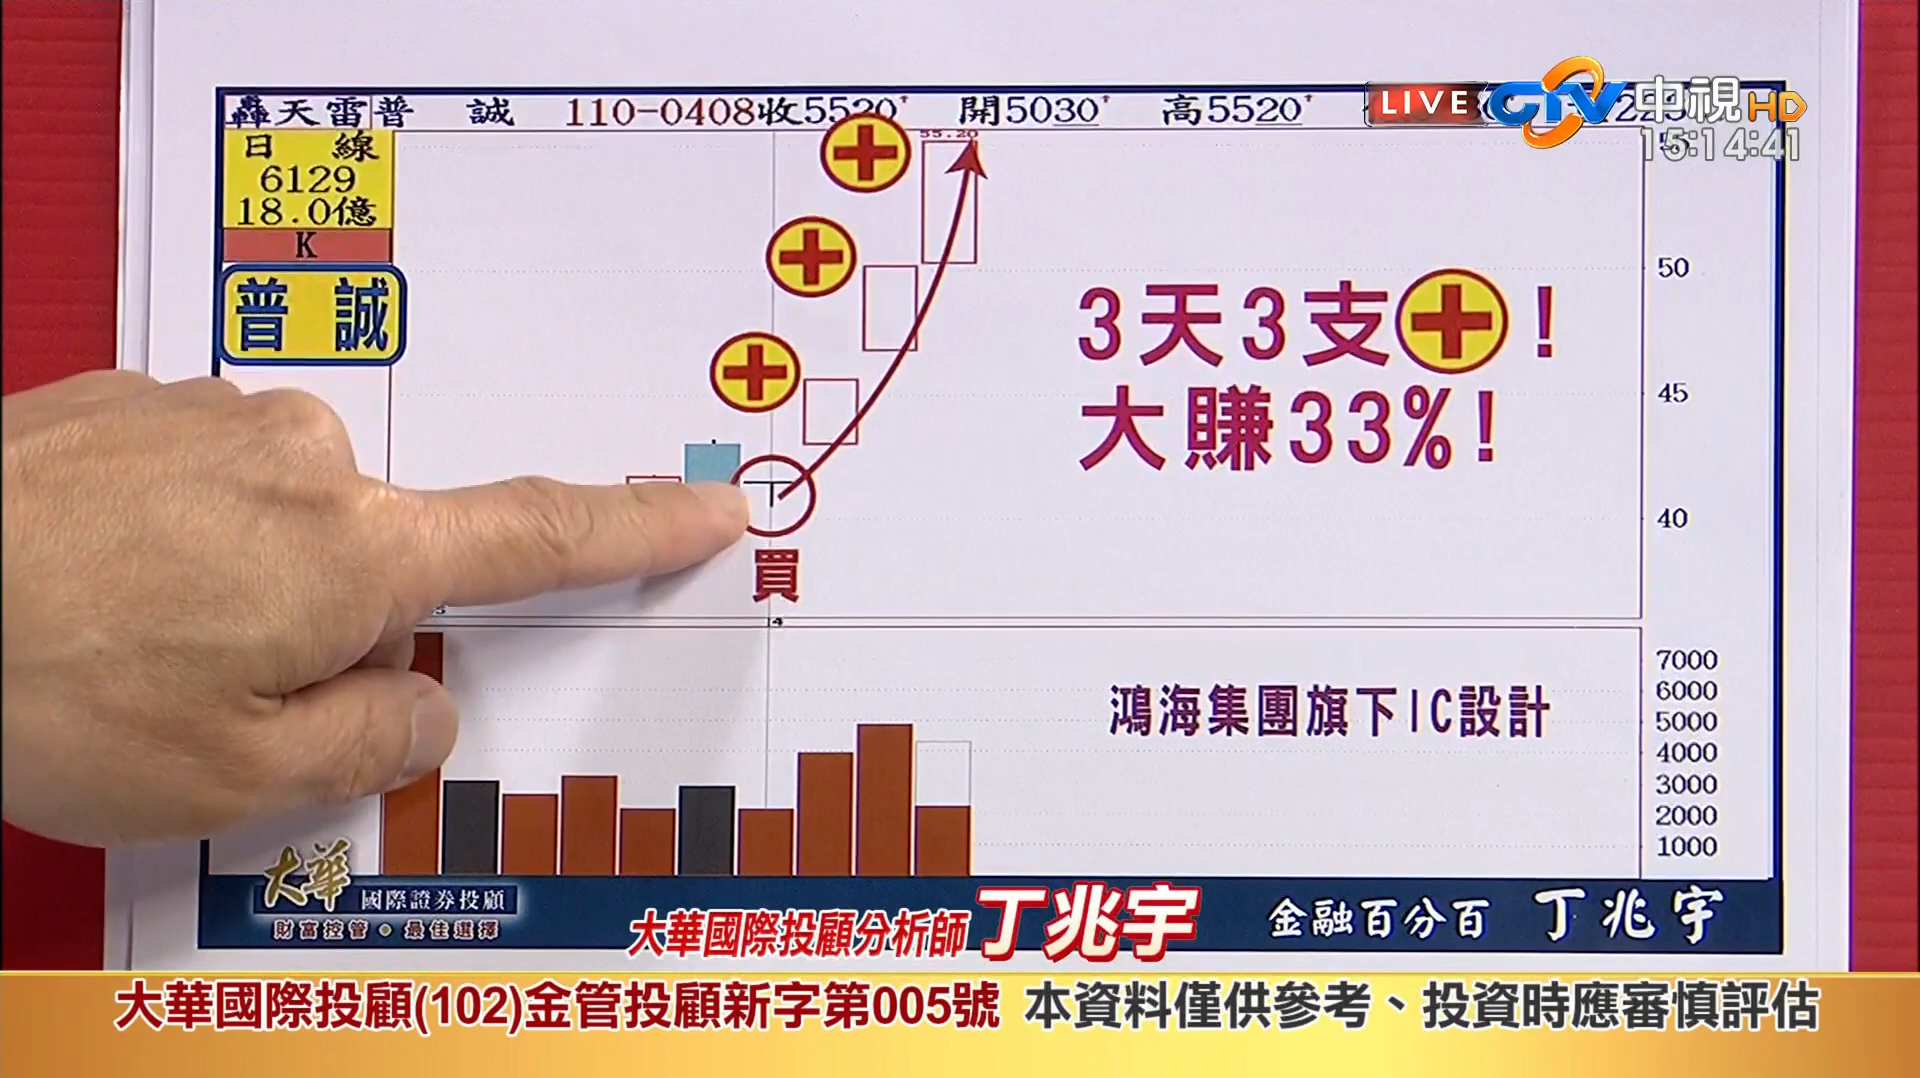 轟天雷普 誠 110-0408收5520↑ 開5030↑ 高5520↑
LIVE CTV中視HD
15:14:41
日 線
6129
18.0億
K
普 誠
55.20
50
45
40
3天3支+!
大賺33%!
買
14
7000
6000
5000
4000
3000
2000
1000
鴻海集團旗下IC設計
大華國際證券投顧
財富控管 最佳選擇
大華國際投顧分析師 丁兆宇
金融百分百 丁兆宇
大華國際投顧(102)金管投顧新字第005號 本資料僅供參考、投資時應審慎評估